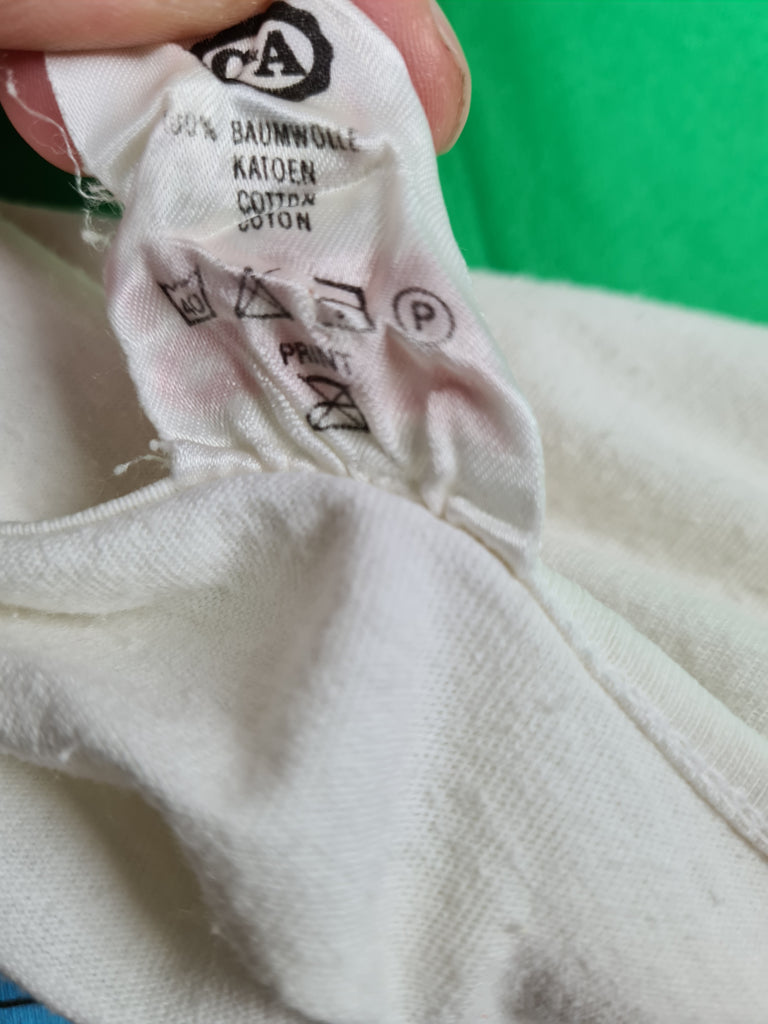 C&A
100% BAUMWOLLE
KATOEN
COTTON
COTON
40 P
PRINT